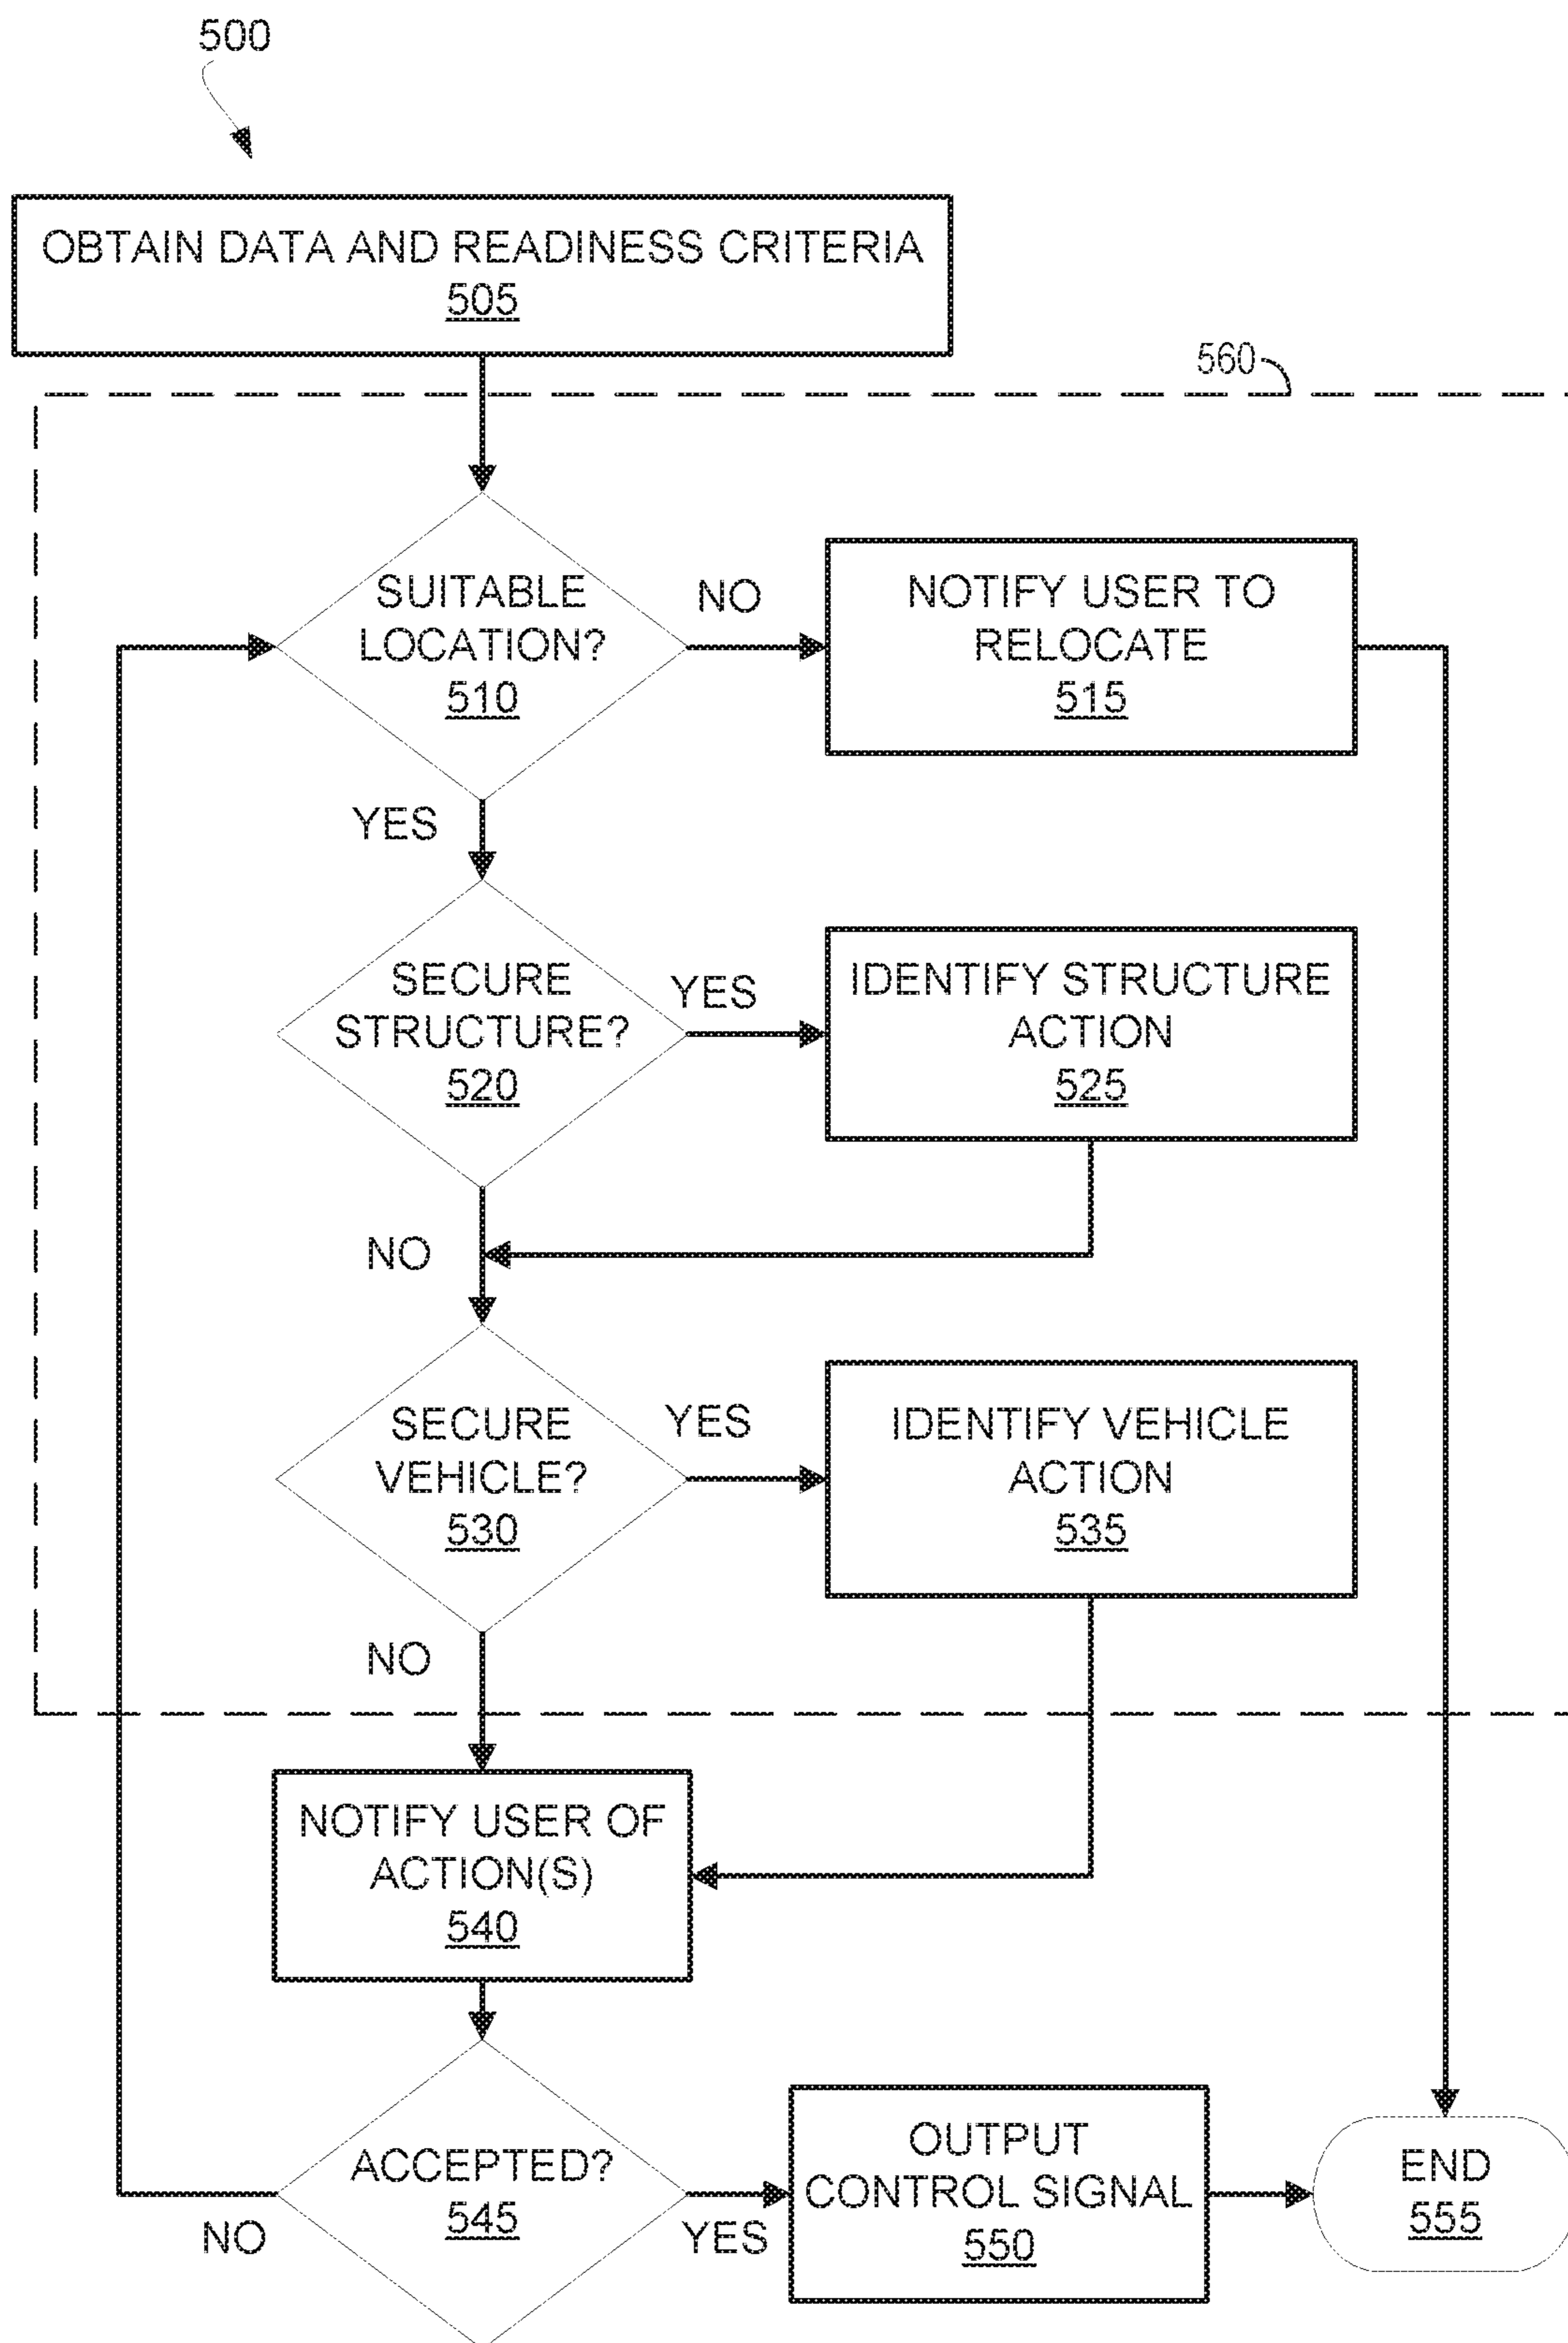 500
OBTAIN DATA AND READINESS CRITERIA
505
560
SUITABLE
LOCATION?
510
NO
NOTIFY USER TO
RELOCATE
515
YES
SECURE
STRUCTURE?
520
YES
IDENTIFY STRUCTURE
ACTION
525
NO
SECURE
VEHICLE?
530
YES
IDENTIFY VEHICLE
ACTION
535
NO
NOTIFY USER OF
ACTION(S)
540
ACCEPTED?
545
NO
YES
OUTPUT
CONTROL SIGNAL
550
END
555